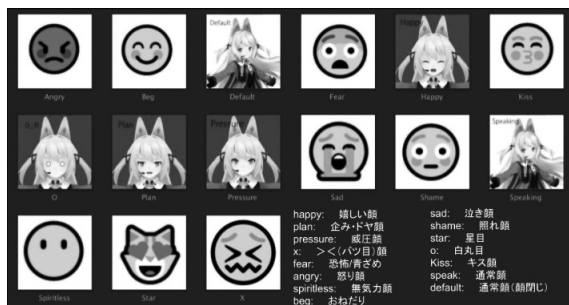 Default
Happy
Angry
Beg
Default
Fear
Happy
Kiss
o_o
Plan
Pressure
Speaking
O
Plan
Pressure
Sad
Shame
Speaking
happy: 嬉しい顔
plan: 企み・ドヤ顔
pressure: 威圧顔
x: ><(バツ目)顔
fear: 恐怖/青ざめ
angry: 怒り顔
spiritless: 無気力顔
beg: おねだり
sad: 泣き顔
shame: 照れ顔
star: 星目
o: 白丸目
Kiss: キス顔
speak: 通常顔
default: 通常顔(顔閉じ)
Spiritless
Star
X